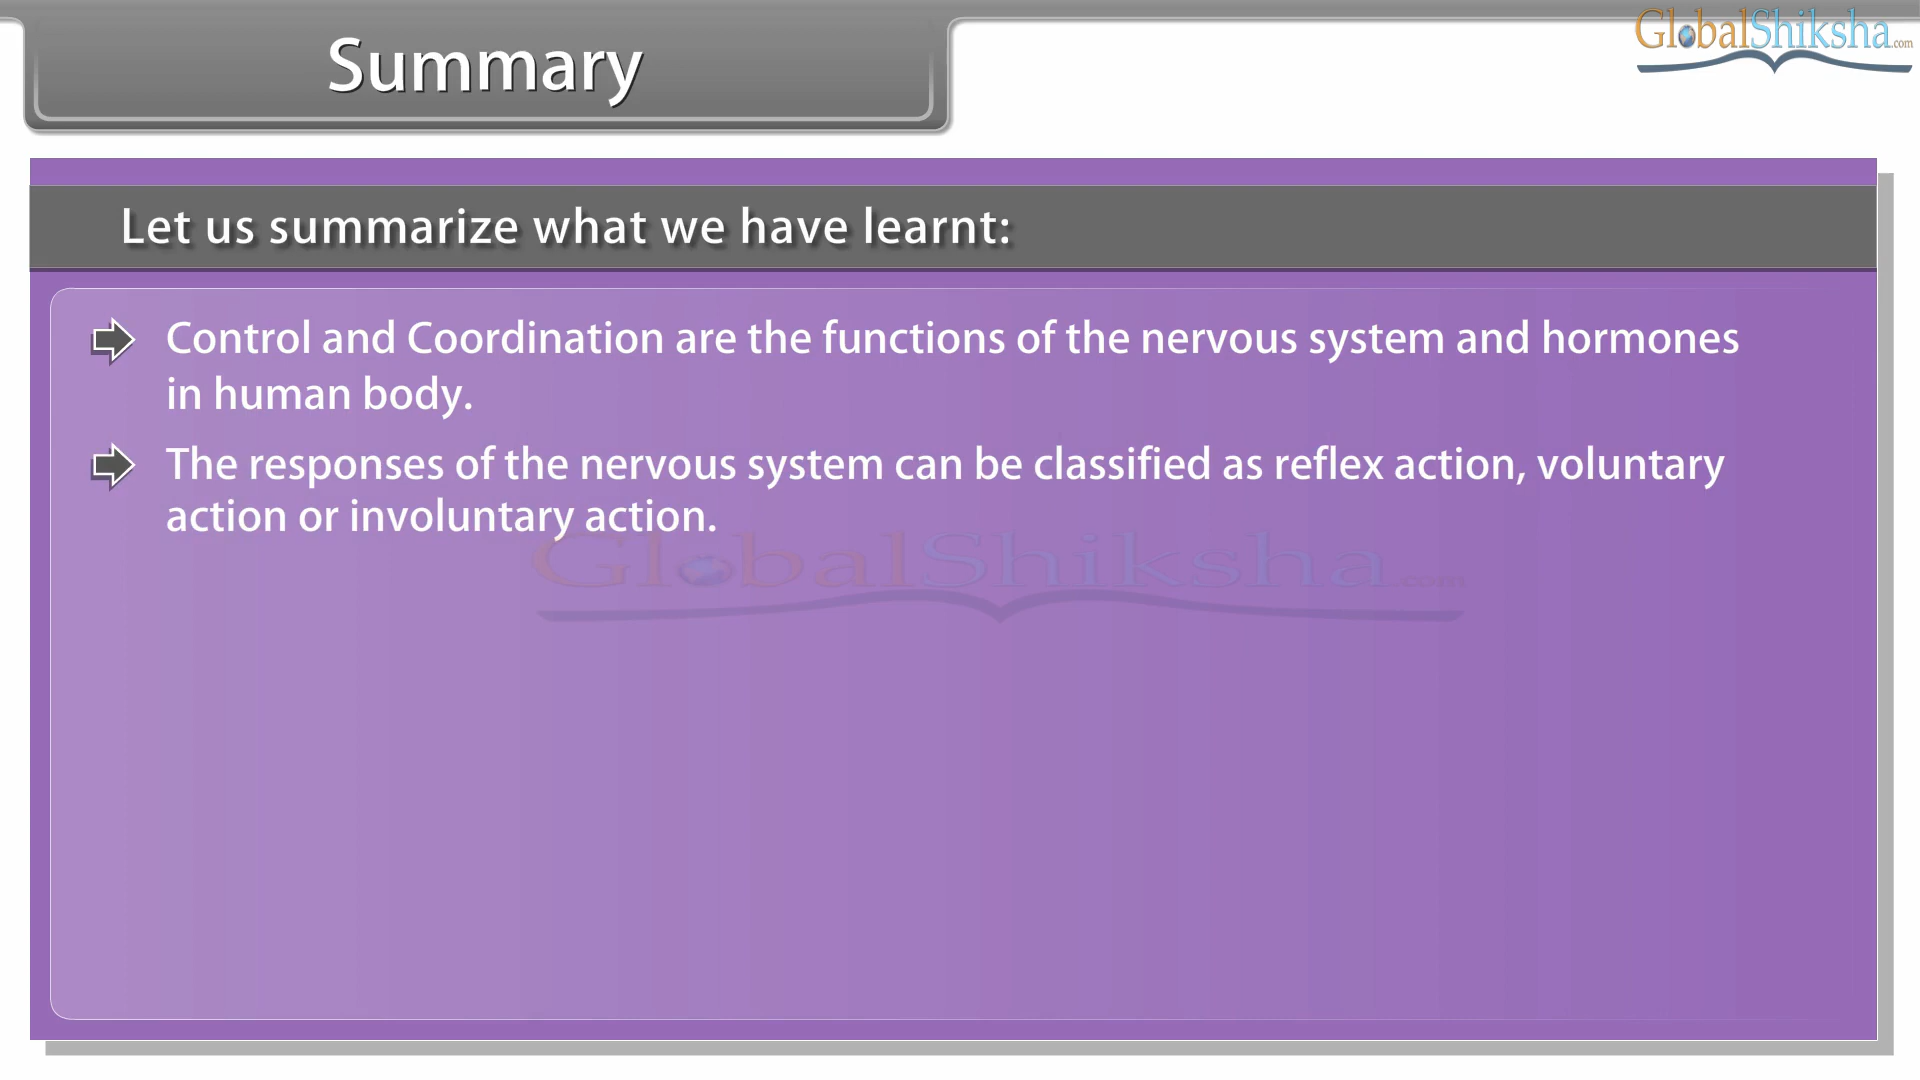 Summary
GlobalShiksha.com
Let us summarize what we have learnt:
Control and Coordination are the functions of the nervous system and hormones
in human body.
The responses of the nervous system can be classified as reflex action, voluntary
action or involuntary action.
GlobalShiksha.com